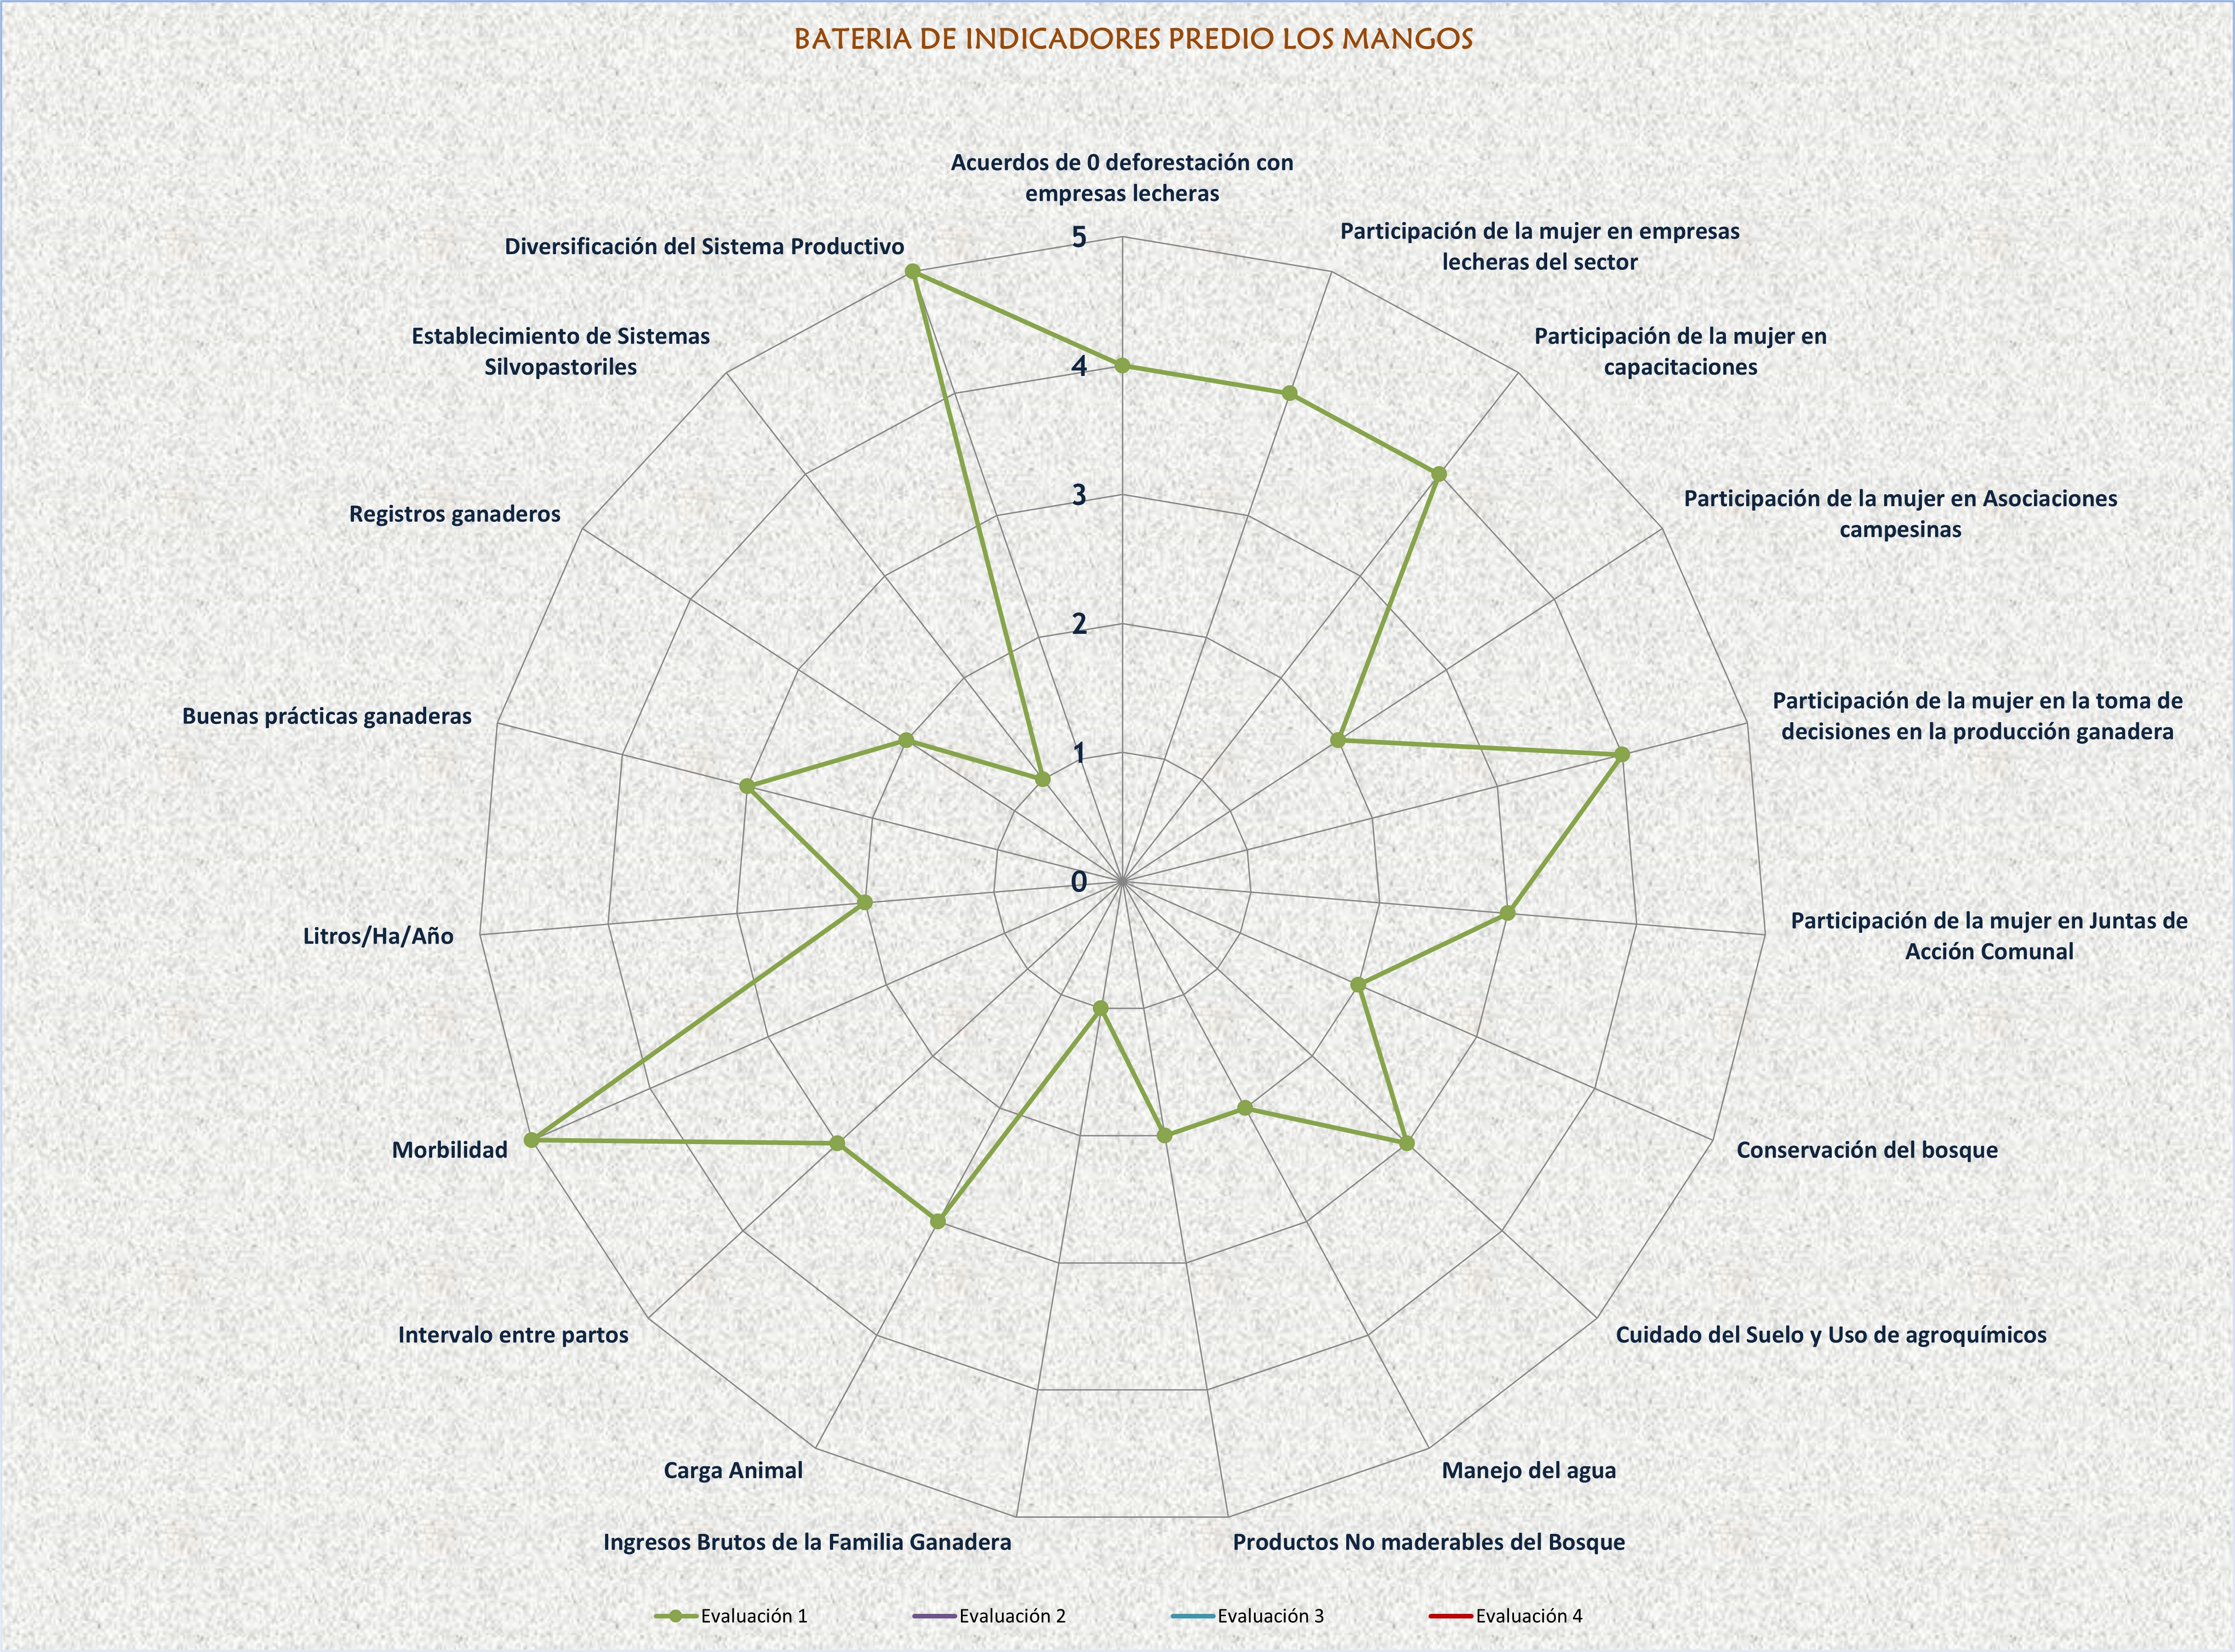 BATERIA DE INDICADORES PREDIO LOS MANGOS
Acuerdos de 0 deforestación con
empresas lecheras
Participación de la mujer en empresas
lecheras del sector
Participación de la mujer en
capacitaciones
Participación de la mujer en Asociaciones
campesinas
Participación de la mujer en la toma de
decisiones en la producción ganadera
Participación de la mujer en Juntas de
Acción Comunal
Conservación del bosque
Cuidado del Suelo y Uso de agroquímicos
Manejo del agua
Productos No maderables del Bosque
Ingresos Brutos de la Familia Ganadera
Carga Animal
Intervalo entre partos
Morbilidad
Litros/Ha/Año
Buenas prácticas ganaderas
Registros ganaderos
Establecimiento de Sistemas
Silvopastoriles
Diversificación del Sistema Productivo
5
4
3
2
1
0
Evaluación 1
Evaluación 2
Evaluación 3
Evaluación 4